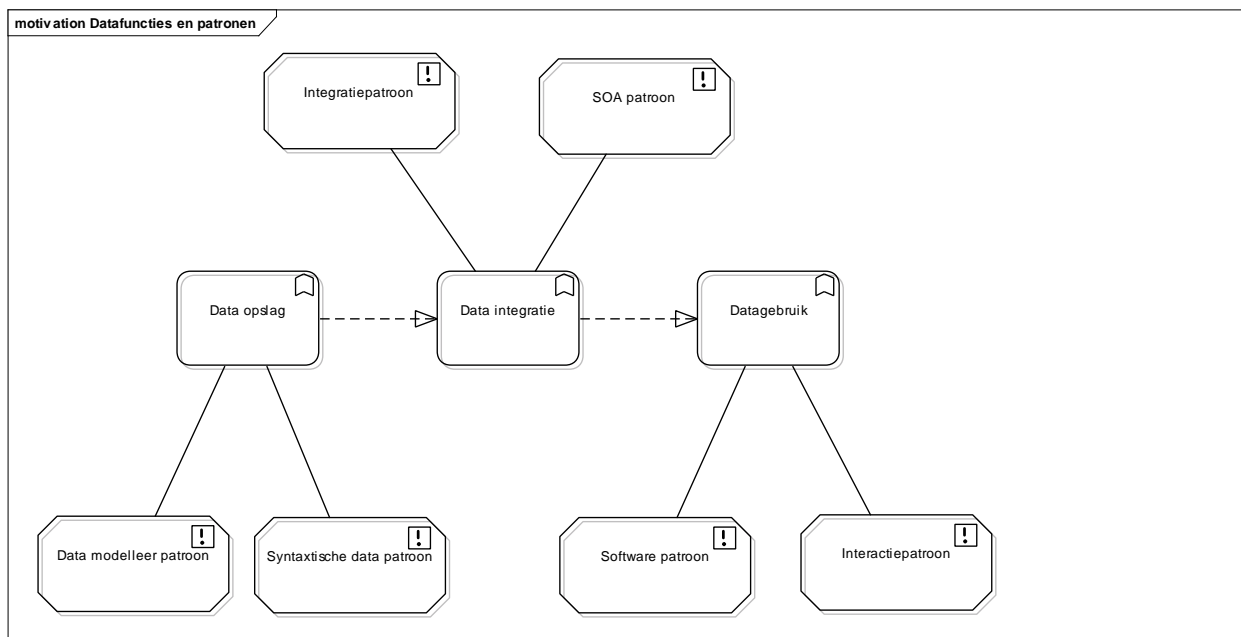 motivation Datafuncties en patronen
Integratiepatroon
SOA patroon
Data opslag
Data integratie
Datagebruik
Data modelleer patroon
Syntaxtische data patroon
Software patroon
Interactiepatroon